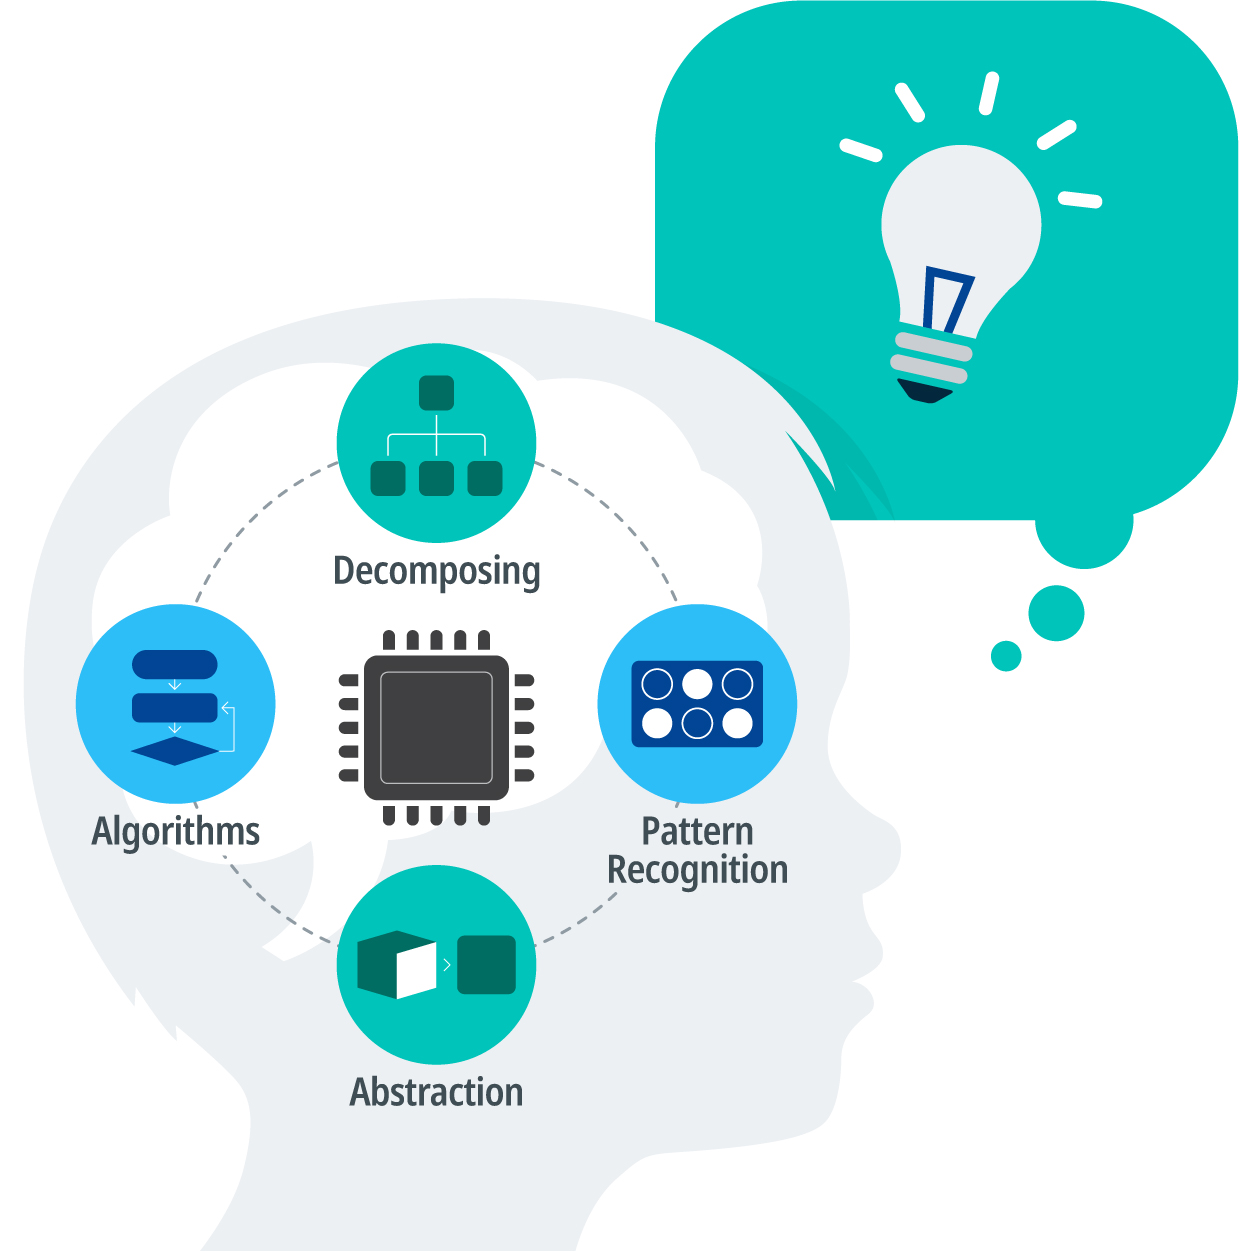 Decomposing
Algorithms
Pattern
Recognition
Abstraction